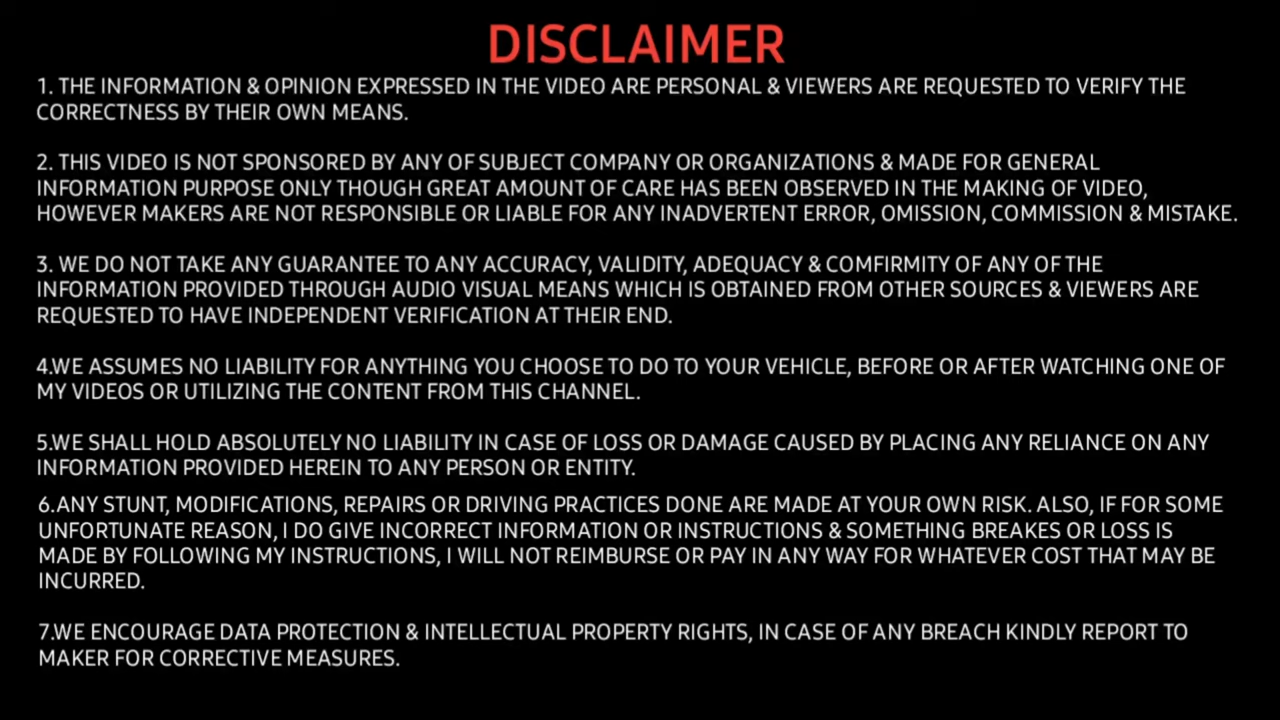 DISCLAIMER
1. THE INFORMATION & OPINION EXPRESSED IN THE VIDEO ARE PERSONAL & VIEWERS ARE REQUESTED TO VERIFY THE
CORRECTNESS BY THEIR OWN MEANS.
2. THIS VIDEO IS NOT SPONSORED BY ANY OF SUBJECT COMPANY OR ORGANIZATIONS & MADE FOR GENERAL
INFORMATION PURPOSE ONLY THOUGH GREAT AMOUNT OF CARE HAS BEEN OBSERVED IN THE MAKING OF VIDEO,
HOWEVER MAKERS ARE NOT RESPONSIBLE OR LIABLE FOR ANY INADVERTENT ERROR, OMISSION, COMMISSION & MISTAKE.
3. WE DO NOT TAKE ANY GUARANTEE TO ANY ACCURACY, VALIDITY, ADEQUACY & COMFIRMITY OF ANY OF THE
INFORMATION PROVIDED THROUGH AUDIO VISUAL MEANS WHICH IS OBTAINED FROM OTHER SOURCES & VIEWERS ARE
REQUESTED TO HAVE INDEPENDENT VERIFICATION AT THEIR END.
4.WE ASSUMES NO LIABILITY FOR ANYTHING YOU CHOOSE TO DO TO YOUR VEHICLE, BEFORE OR AFTER WATCHING ONE OF
MY VIDEOS OR UTILIZING THE CONTENT FROM THIS CHANNEL.
5.WE SHALL HOLD ABSOLUTELY NO LIABILITY IN CASE OF LOSS OR DAMAGE CAUSED BY PLACING ANY RELIANCE ON ANY
INFORMATION PROVIDED HEREIN TO ANY PERSON OR ENTITY.
6.ANY STUNT, MODIFICATIONS, REPAIRS OR DRIVING PRACTICES DONE ARE MADE AT YOUR OWN RISK. ALSO, IF FOR SOME
UNFORTUNATE REASON, I DO GIVE INCORRECT INFORMATION OR INSTRUCTIONS & SOMETHING BREAKES OR LOSS IS
MADE BY FOLLOWING MY INSTRUCTIONS, I WILL NOT REIMBURSE OR PAY IN ANY WAY FOR WHATEVER COST THAT MAY BE
INCURRED.
7.WE ENCOURAGE DATA PROTECTION & INTELLECTUAL PROPERTY RIGHTS, IN CASE OF ANY BREACH KINDLY REPORT TO
MAKER FOR CORRECTIVE MEASURES.